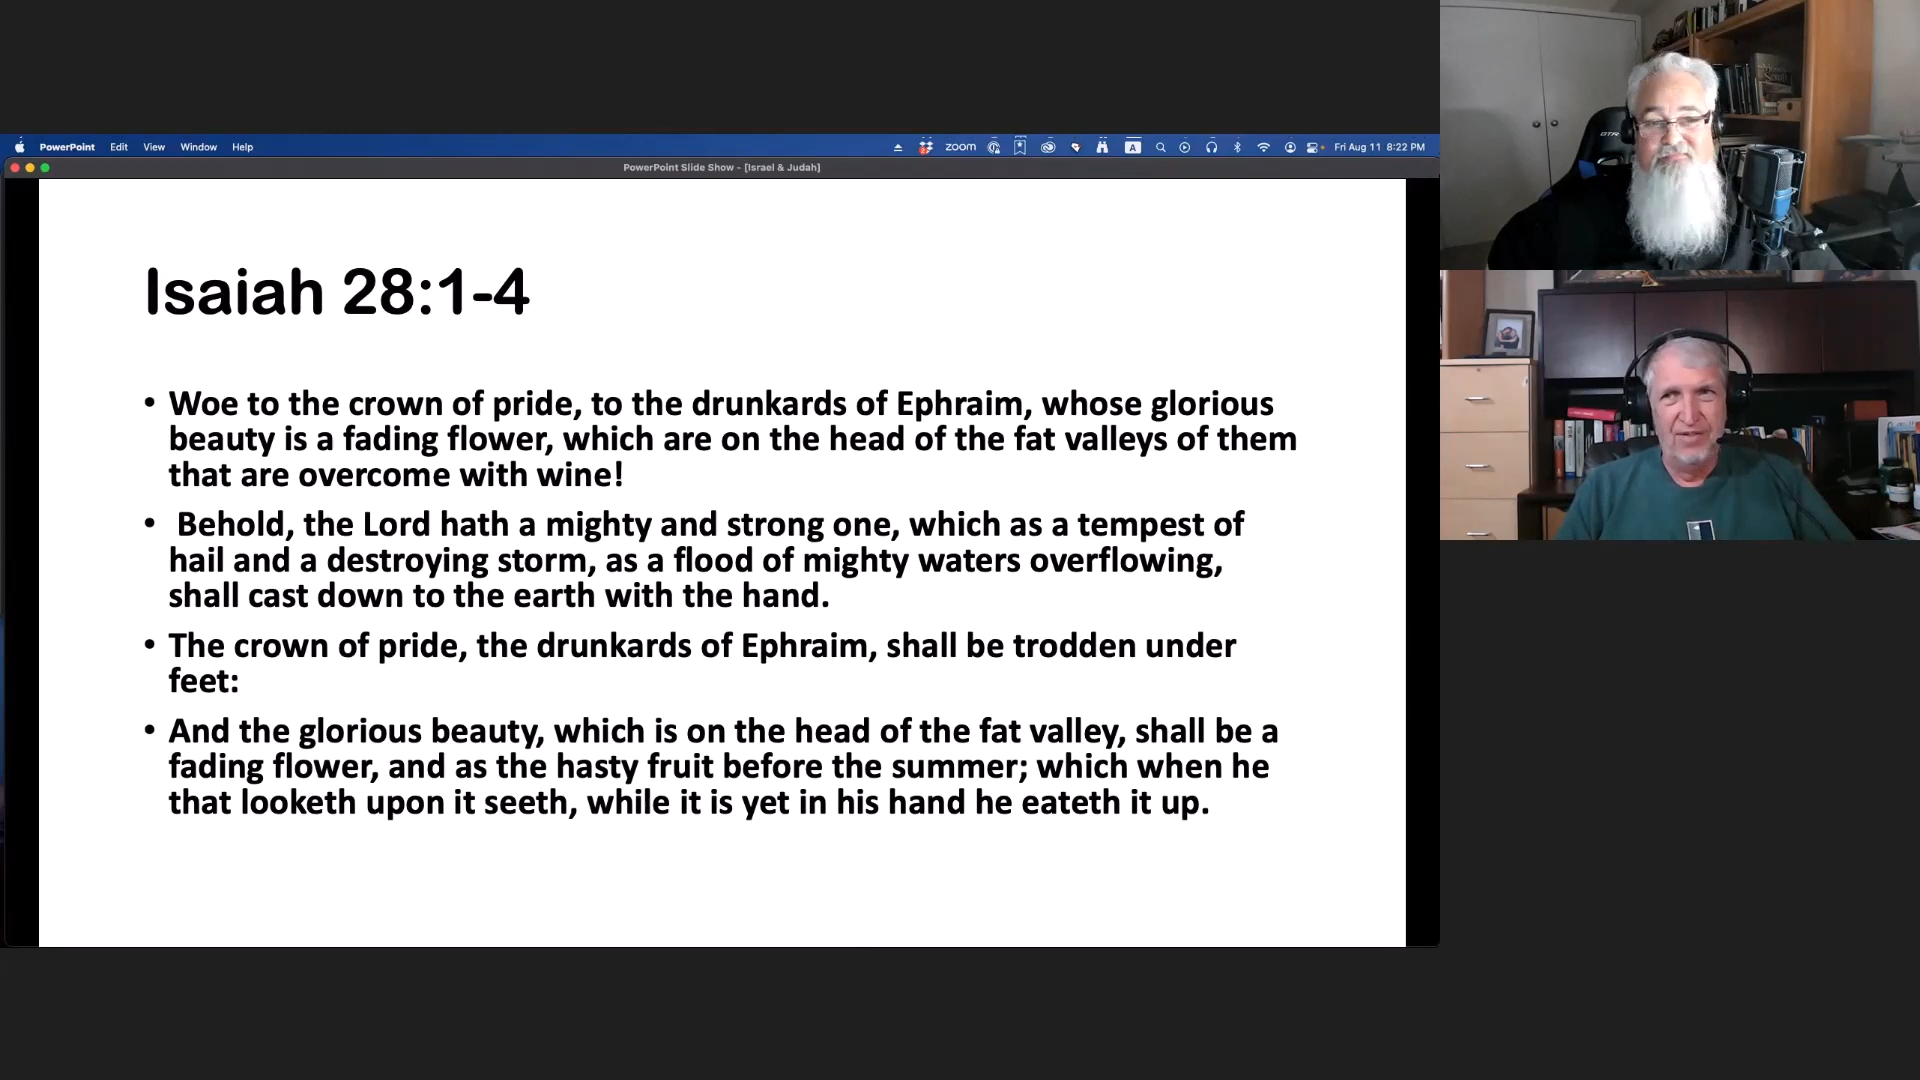 PowerPoint Edit View Window Help
zoom A Fri Aug 11 8:22 PM
PowerPoint Slide Show - [Israel & Judah]
Isaiah 28:1-4
• Woe to the crown of pride, to the drunkards of Ephraim, whose glorious
beauty is a fading flower, which are on the head of the fat valleys of them
that are overcome with wine!
• Behold, the Lord hath a mighty and strong one, which as a tempest of
hail and a destroying storm, as a flood of mighty waters overflowing,
shall cast down to the earth with the hand.
• The crown of pride, the drunkards of Ephraim, shall be trodden under
feet:
• And the glorious beauty, which is on the head of the fat valley, shall be a
fading flower, and as the hasty fruit before the summer; which when he
that looketh upon it seeth, while it is yet in his hand he eateth it up.
GTR